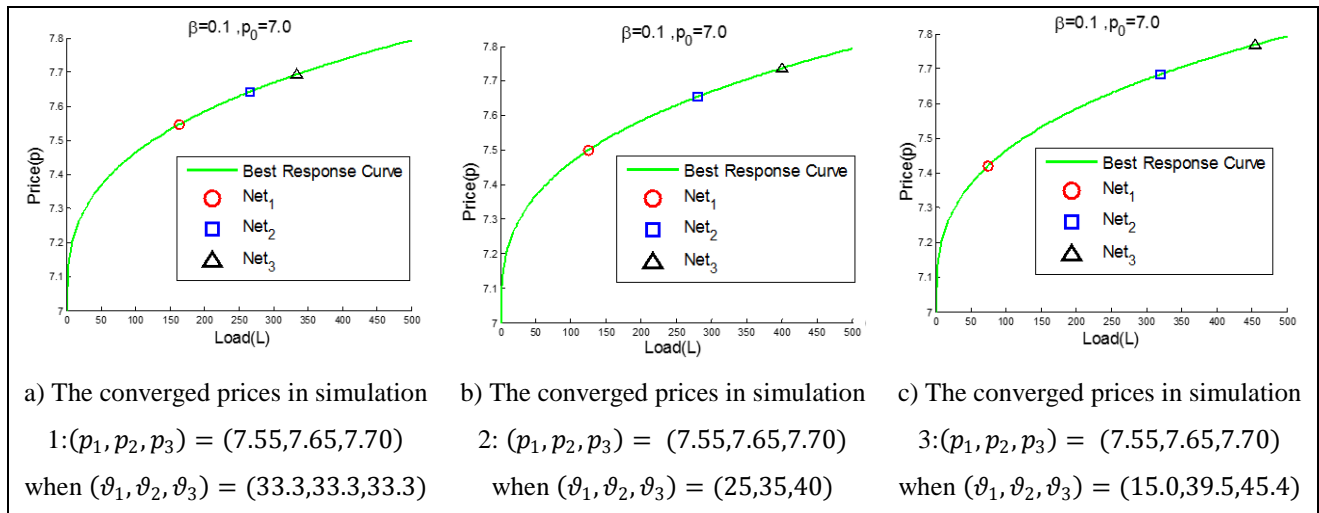 β=0.1 ,p0=7.0
7.8
7.7
7.6
7.5
7.4
7.3
7.2
7.1
7
Price(p)
Best Response Curve
Net1
Net2
Net3
0 50 100 150 200 250 300 350 400 450 500
Load(L)
a) The converged prices in simulation
1:(𝑝1,𝑝2,𝑝3) = (7.55,7.65,7.70)
when (𝜗1,𝜗2,𝜗3) = (33.3,33.3,33.3)
β=0.1 ,p0=7.0
7.8
7.7
7.6
7.5
7.4
7.3
7.2
7.1
7
Price(p)
Best Response Curve
Net1
Net2
Net3
0 50 100 150 200 250 300 350 400 450 500
Load(L)
b) The converged prices in simulation
2: (𝑝1,𝑝2,𝑝3) = (7.55,7.65,7.70)
when (𝜗1,𝜗2,𝜗3) = (25,35,40)
β=0.1 ,p0=7.0
7.8
7.7
7.6
7.5
7.4
7.3
7.2
7.1
7
Price(p)
Best Response Curve
Net1
Net2
Net3
0 50 100 150 200 250 300 350 400 450 500
Load(L)
c) The converged prices in simulation
3:(𝑝1,𝑝2,𝑝3) = (7.55,7.65,7.70)
when (𝜗1,𝜗2,𝜗3) = (15.0,39.5,45.4)